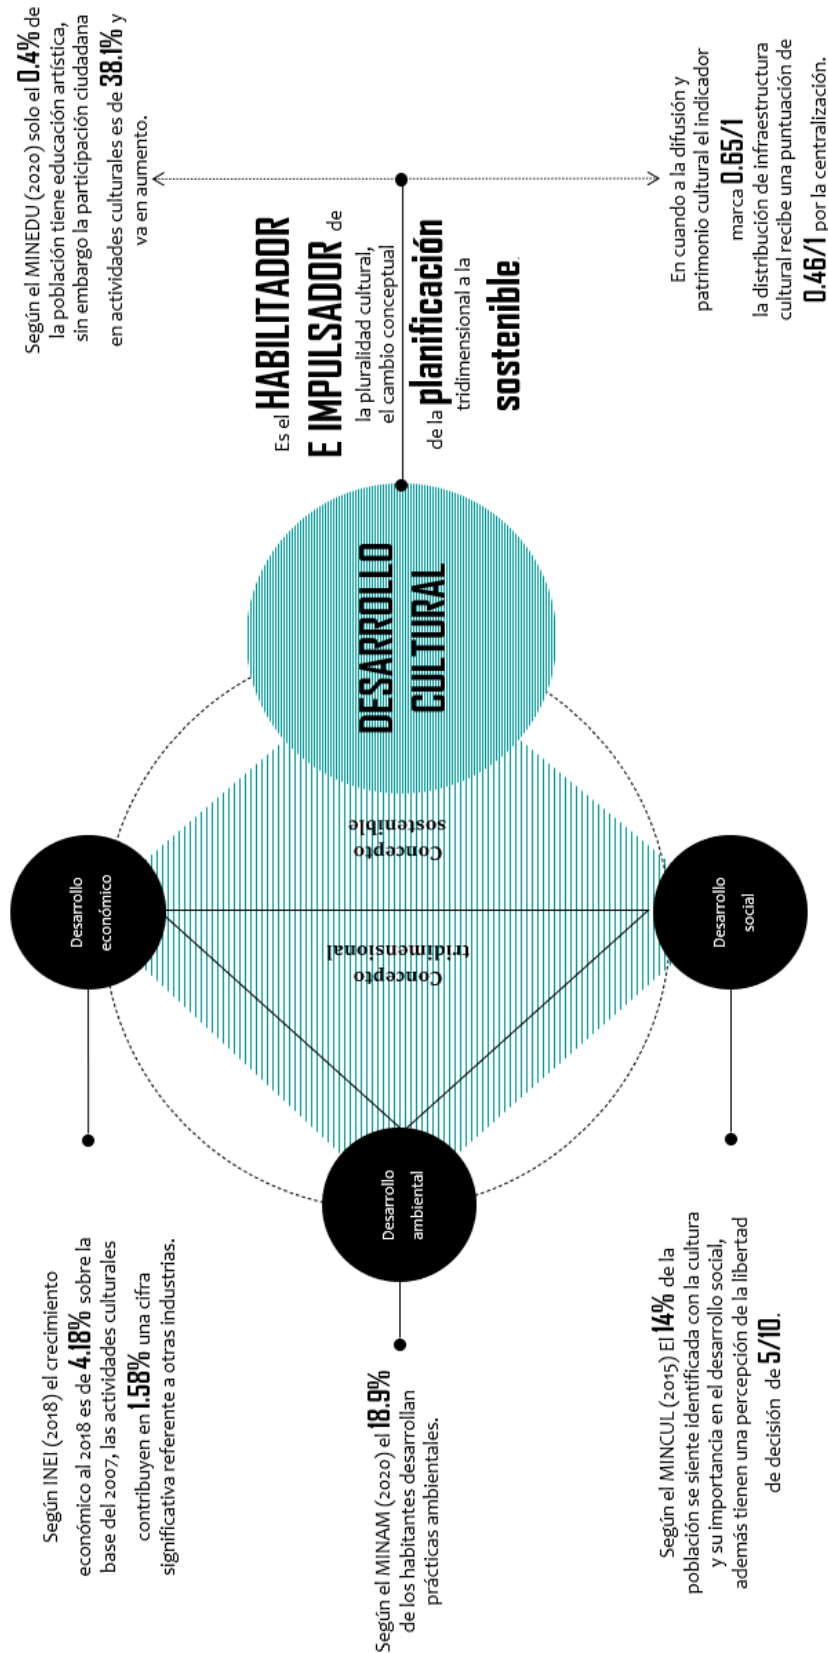 Según INEI (2018) el crecimiento
económico al 2018 es de 4.18% sobre la
base del 2007, las actividades culturales
contribuyen en 1.58% una cifra
significativa referente a otras industrias.
Desarrollo
económico
Según el MINEDU (2020) solo el 0.4% de
la población tiene educación artística,
sin embargo la participación ciudadana
en actividades culturales es de 38.1% y
va en aumento.
Según el MINAM (2020) el 18.9%
de los habitantes desarrollan
prácticas ambientales.
Desarrollo
ambiental
Concepto
tridimensional
Concepto
sostenible
DESARROLLO
CULTURAL
Es el HABILITADOR
E IMPULSADOR de
la pluralidad cultural,
el cambio conceptual
de la planificación
tridimensional a la
sostenible.
Según el MINCUL (2015) El 14% de la
población se siente identificada con la cultura
y su importancia en el desarrollo social,
además tienen una percepción de la libertad
de decisión de 5/10.
Desarrollo
social
En cuando a la difusión y
patrimonio cultural el indicador
marca 0.65/1
la distribución de infraestructura
cultural recibe una puntuación de
0.46/1 por la centralización.